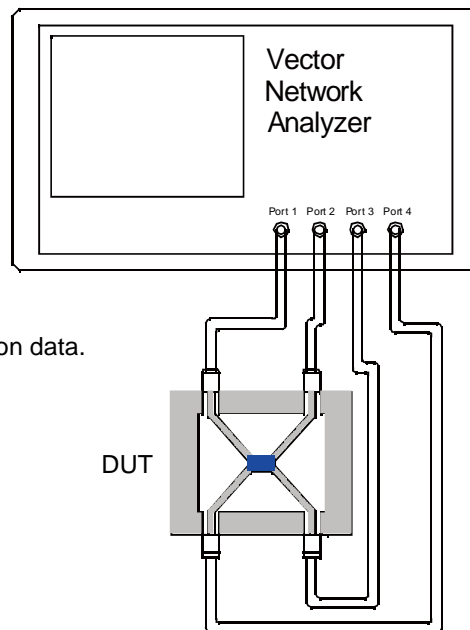 Vector
Network
Analyzer
Port 1 Port 2 Port 3 Port 4
on data.
DUT